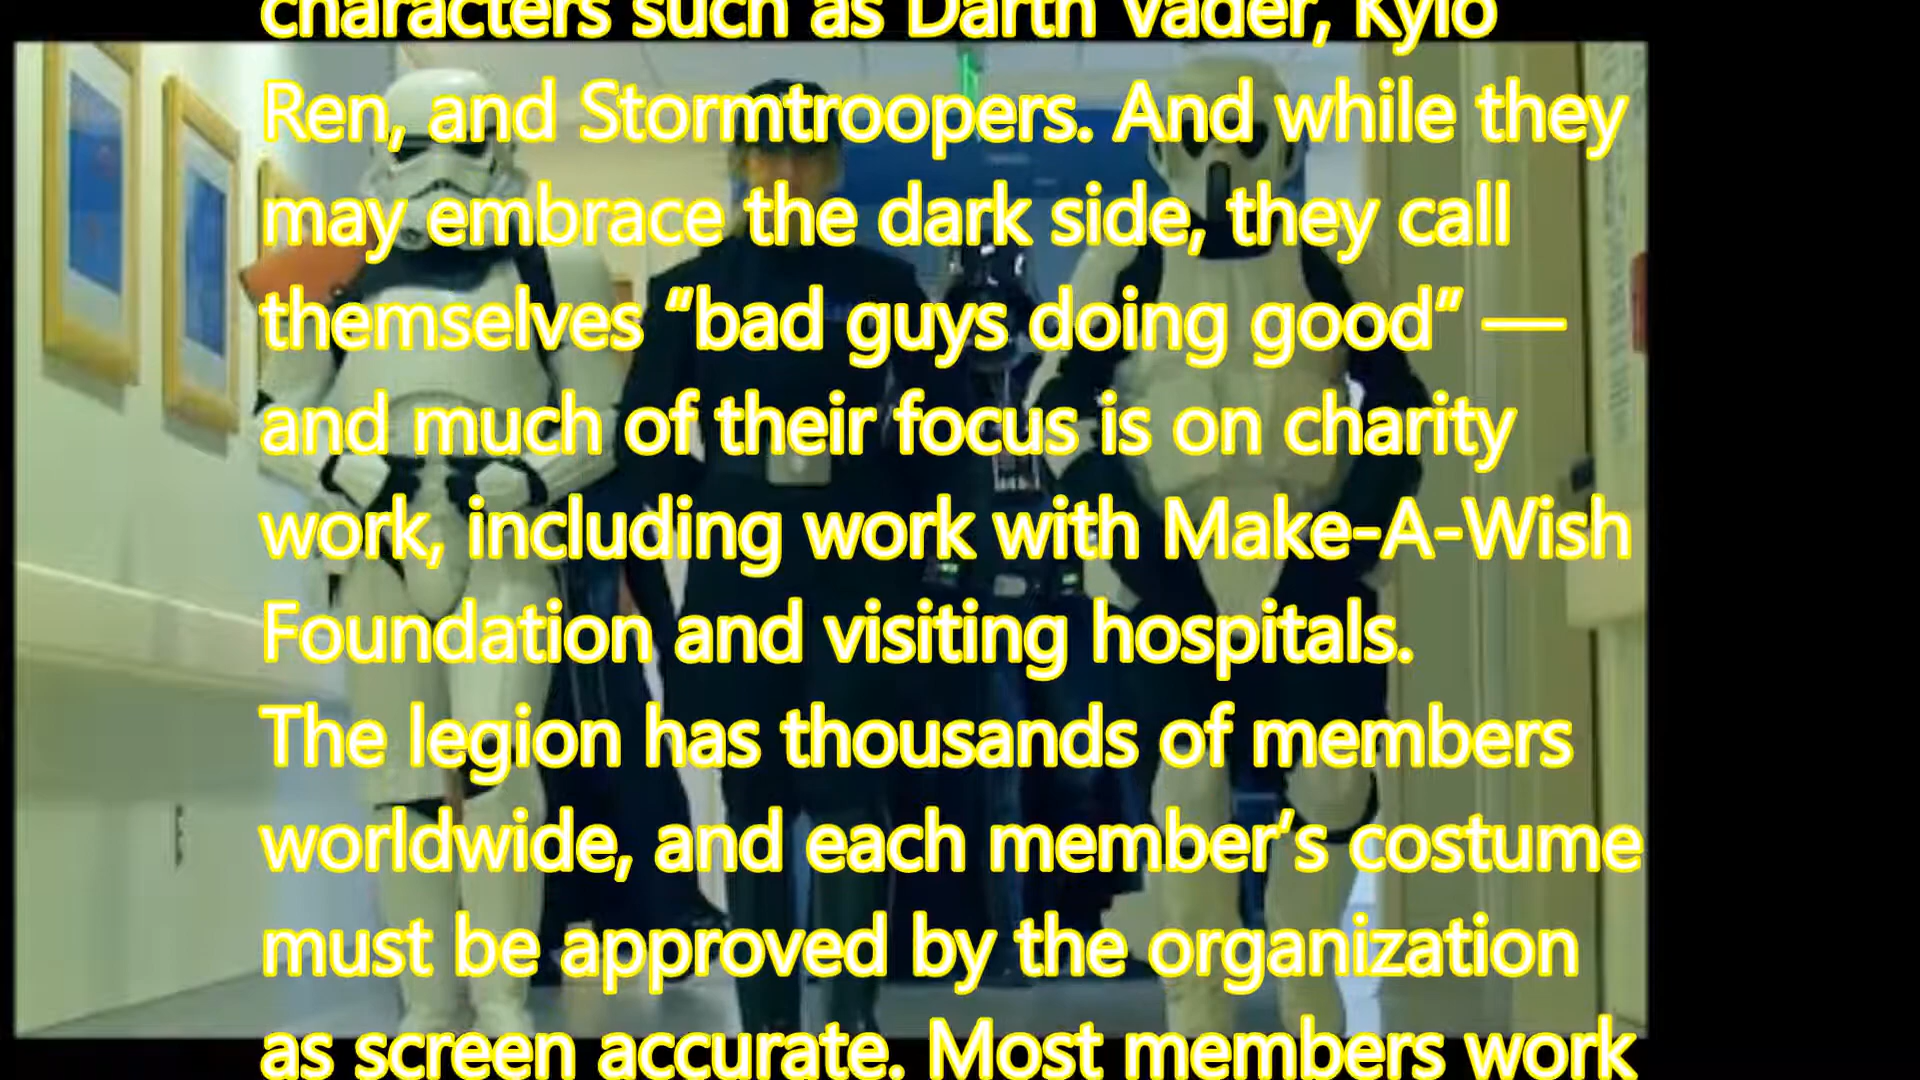 characters such as Darth Vader, Kylo
Ren, and Stormtroopers. And while they
may embrace the dark side, they call
themselves “bad guys doing good” —
and much of their focus is on charity
work, including work with Make-A-Wish
Foundation and visiting hospitals.
The legion has thousands of members
worldwide, and each member’s costume
must be approved by the organization
as screen accurate. Most members work